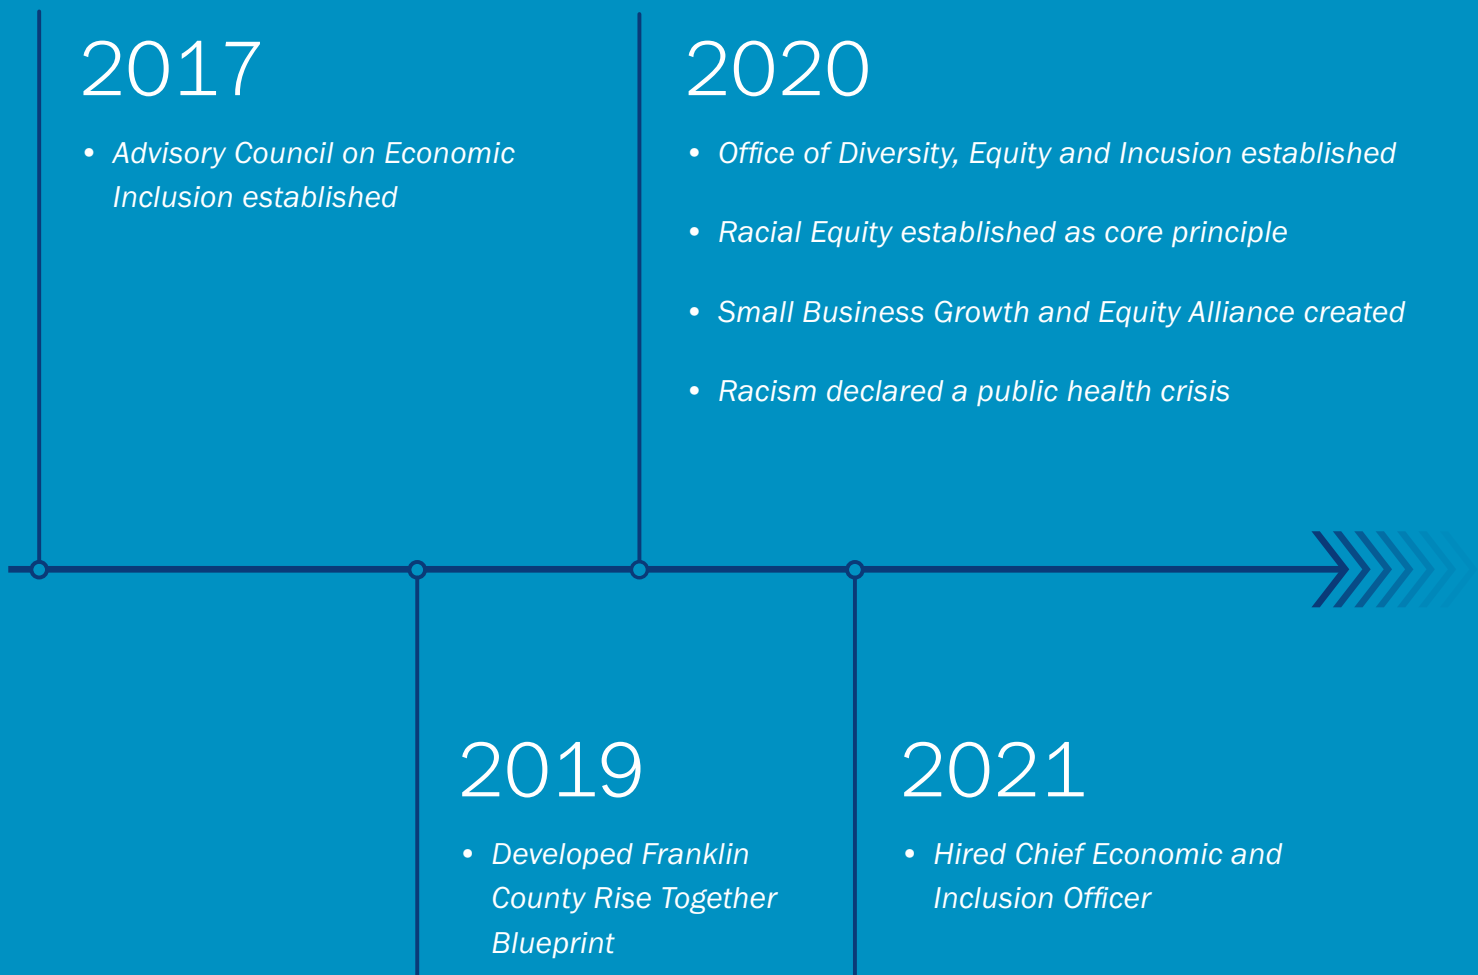 2017
• Advisory Council on Economic
Inclusion established
2020
• Office of Diversity, Equity and Incusion established
• Racial Equity established as core principle
• Small Business Growth and Equity Alliance created
• Racism declared a public health crisis
2019
• Developed Franklin
County Rise Together
Blueprint
2021
• Hired Chief Economic and
Inclusion Officer